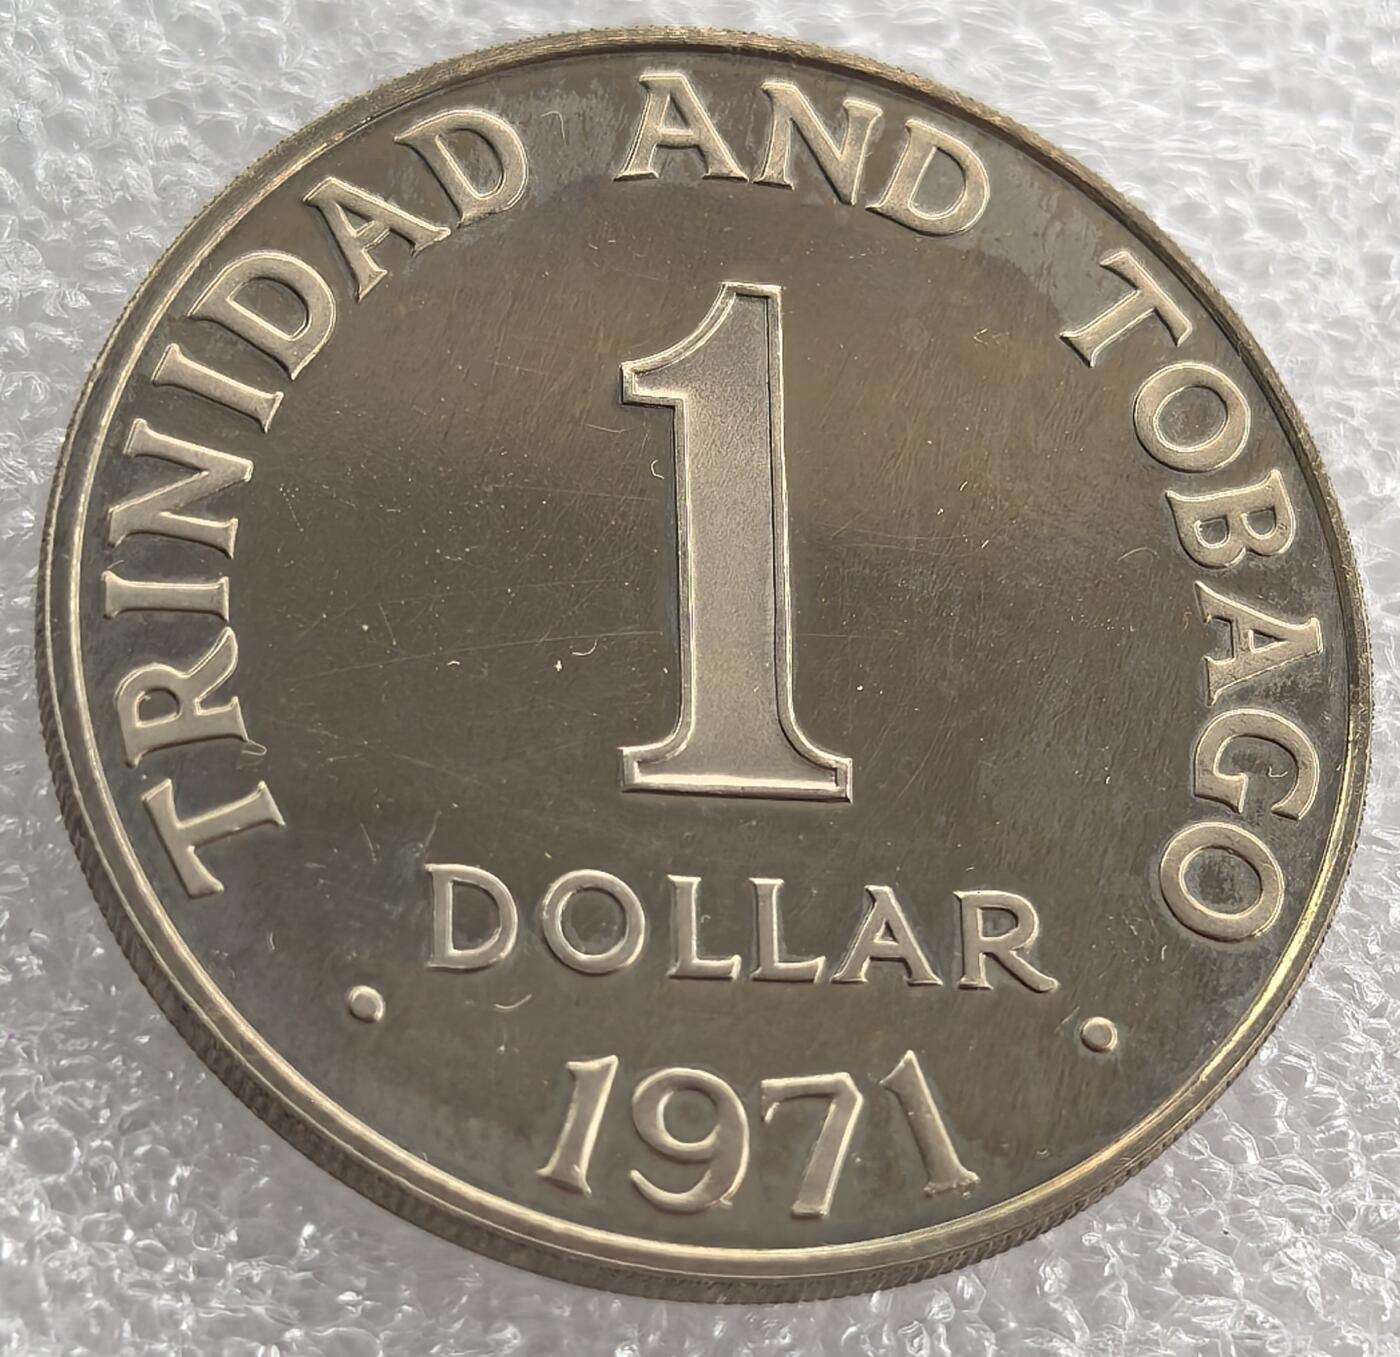 TRINIDAD AND TOBAGO
1
DOLLAR
1971